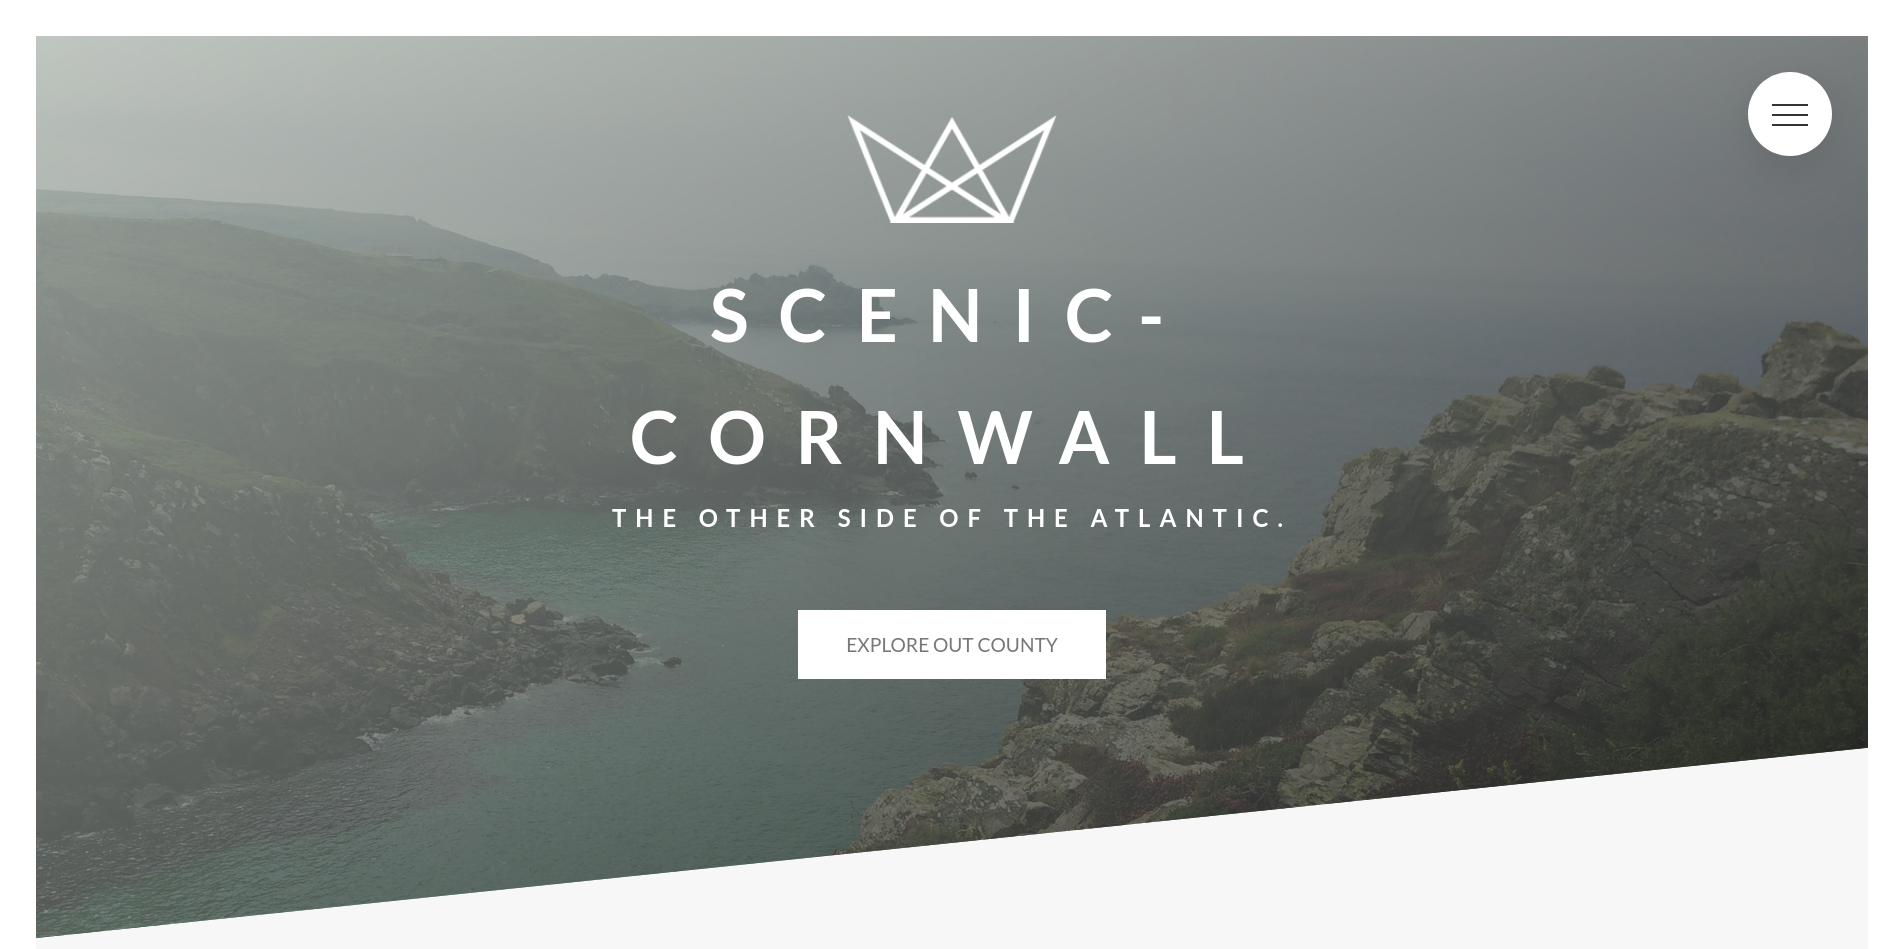 SCENIC-
CORNWALL
THE OTHER SIDE OF THE ATLANTIC.
EXPLORE OUT COUNTY